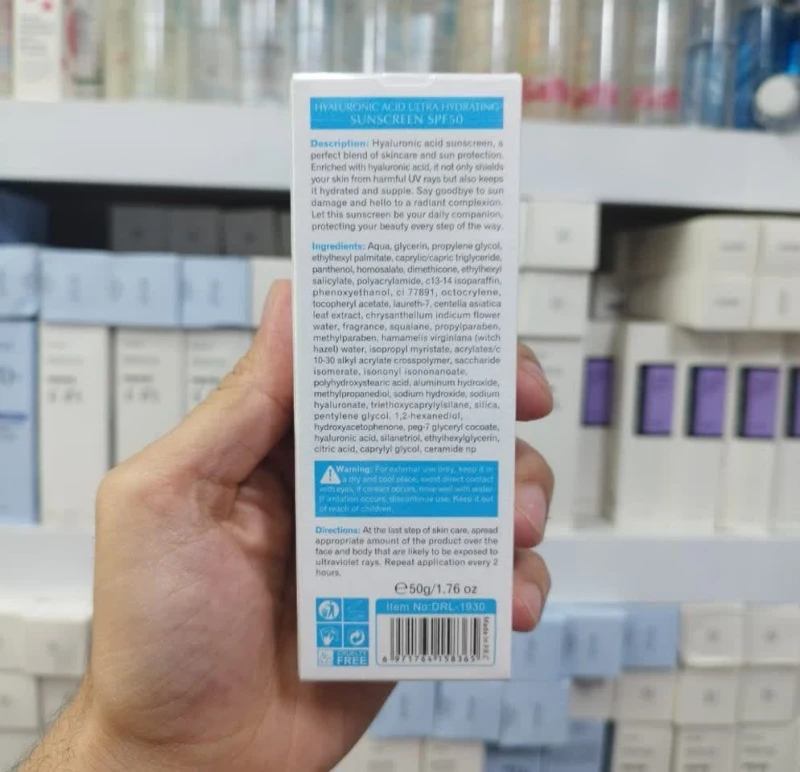 HYALURONIC ACID ULTRA HYDRATING
SUNSCREEN SPF50
Description: Hyaluronic acid sunscreen, a
perfect blend of skincare and sun protection.
Enriched with hyaluronic acid, it not only shields
your skin from harmful UV rays but also keeps
it hydrated and supple. Say goodbye to sun
damage and hello to a radiant complexion.
Let this sunscreen be your daily companion,
protecting your beauty every step of the way.
Ingredients: Aqua, glycerin, propylene glycol,
ethylhexyl palmitate, caprylic/capric triglyceride,
panthenol, homosalate, dimethicone, ethylhexyl
salicylate, polyacrylamide, c13-14 isoparaffin,
phenoxyethanol, ci 77891, octocrylene,
tocopheryl acetate, laureth-7, centella asiatica
leaf extract, chrysanthellum indicum flower
water, fragrance, squalane, propylparaben,
methylparaben, hamamelis virginiana (witch
hazel) water, isopropyl myristate, acrylates/c
10-30 alkyl acrylate crosspolymer, saccharide
isomerate, isononyl isononanoate,
polyhydroxystearic acid, aluminum hydroxide,
methylpropanediol, sodium hydroxide, sodium
hyaluronate, triethoxycaprylylsilane, silica,
pentylene glycol, 1,2-hexanediol,
hydroxyacetophenone, peg-7 glyceryl cocoate,
hyaluronic acid, silanetriol, ethylhexylglycerin,
citric acid, caprylyl glycol, ceramide np
Warning: For external use only, keep it in
a dry and cool place, avoid direct contact
with eyes, if contact occurs, rinse well with water.
If irritation occurs, discontinue use. Keep it out
of reach of children.
Directions: At the last step of skin care, spread
appropriate amount of the product over the
face and body that are likely to be exposed to
ultraviolet rays. Repeat application every 2
hours.
℮50g/1.76 oz
Item No:DRL-1930
CRUELTY
FREE
6 971764 158365
Made in P.R.C